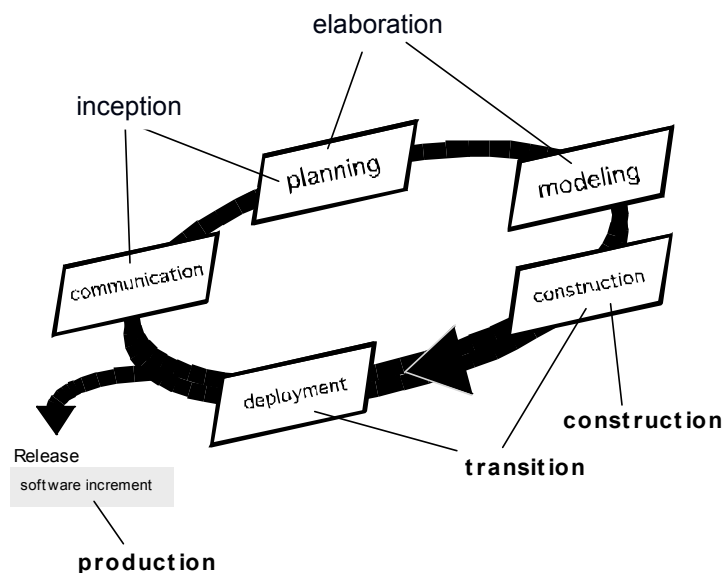 elaboration
inception
planning
modeling
communication
construction
deployment
construction
Release
transition
software increment
production